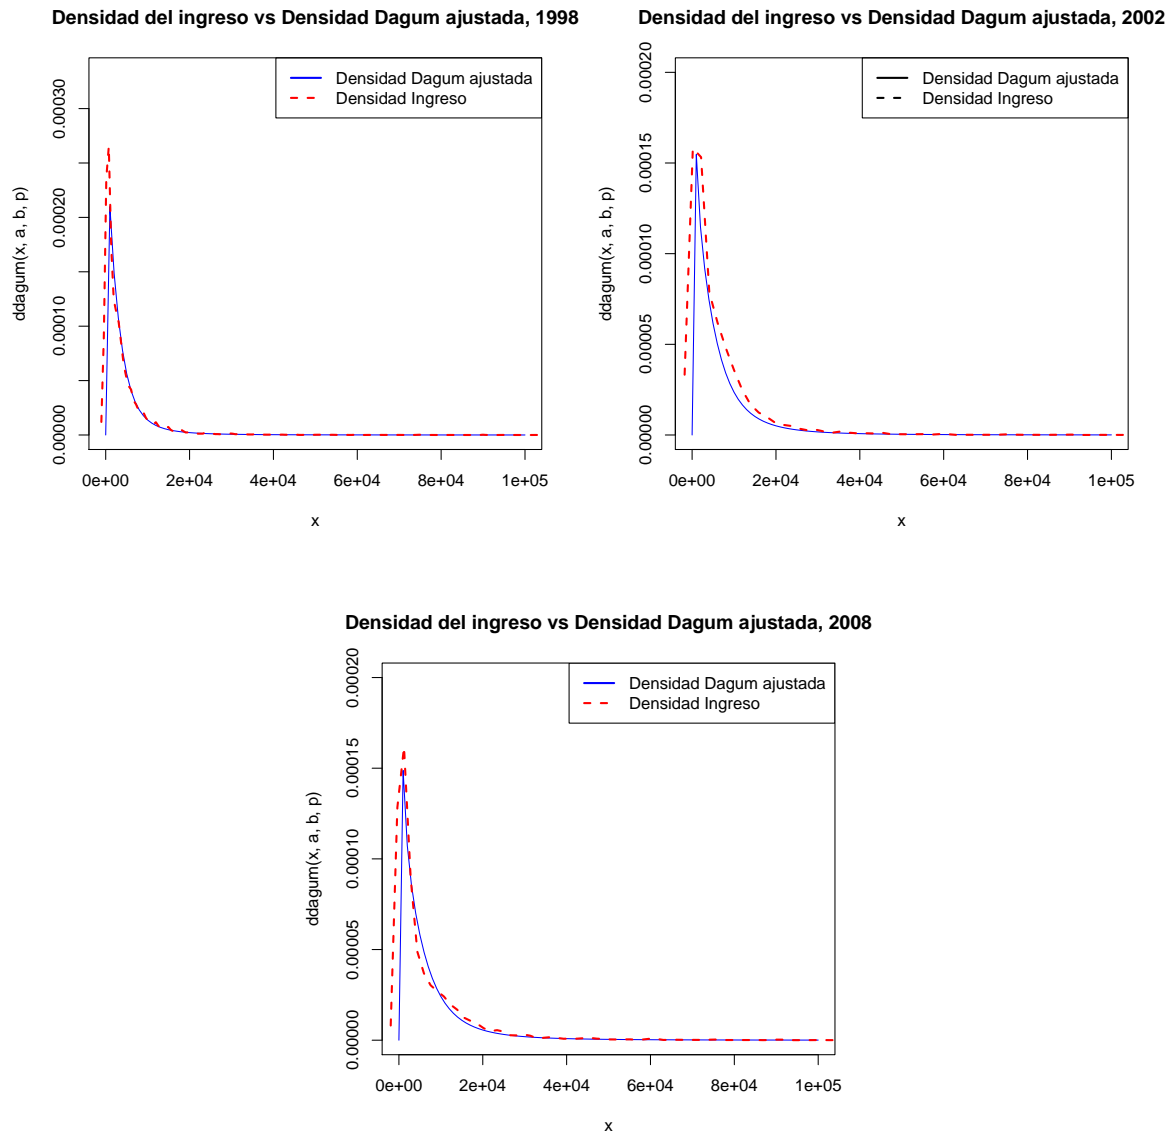 Densidad del ingreso vs Densidad Dagum ajustada, 1998
Densidad Dagum ajustada
Densidad Ingreso
0.00030
0.00020
0.00010
0.00000
ddagum(x, a, b, p)
0e+00 2e+04 4e+04 6e+04 8e+04 1e+05
x
Densidad del ingreso vs Densidad Dagum ajustada, 2002
Densidad Dagum ajustada
Densidad Ingreso
0.00020
0.00015
0.00010
0.00005
0.00000
ddagum(x, a, b, p)
0e+00 2e+04 4e+04 6e+04 8e+04 1e+05
x
Densidad del ingreso vs Densidad Dagum ajustada, 2008
Densidad Dagum ajustada
Densidad Ingreso
0.00020
0.00015
0.00010
0.00005
0.00000
ddagum(x, a, b, p)
0e+00 2e+04 4e+04 6e+04 8e+04 1e+05
x